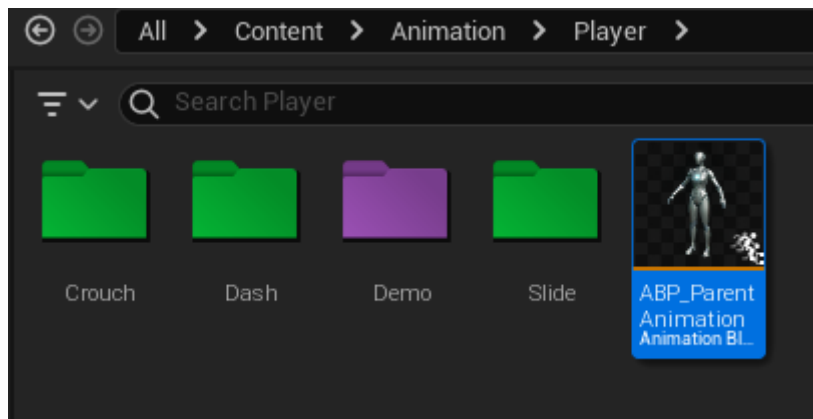 All > Content > Animation > Player >
Search Player
Crouch
Dash
Demo
Slide
ABP_Parent
Animation
Animation Bl...